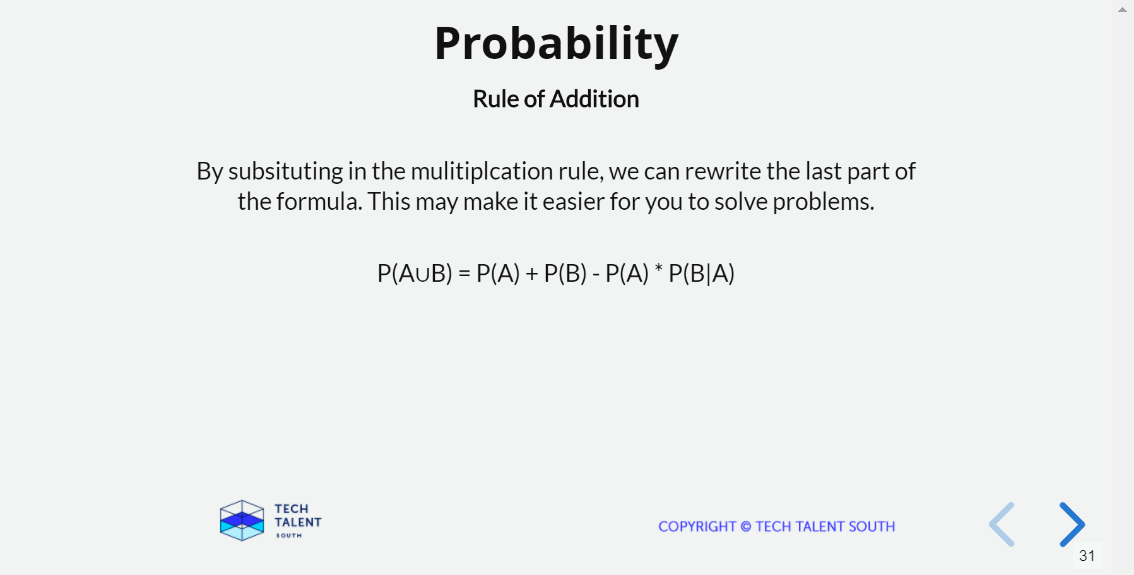 Probability
Rule of Addition
By subsituting in the mulitiplcation rule, we can rewrite the last part of
the formula. This may make it easier for you to solve problems.
P(A∪B) = P(A) + P(B) - P(A) * P(B|A)
TECH
TALENT
SOUTH
COPYRIGHT © TECH TALENT SOUTH
31